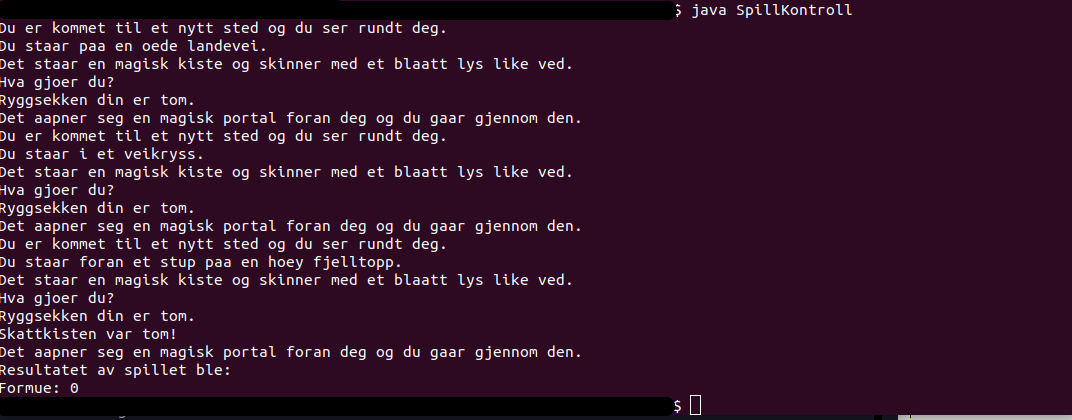 $ java SpillKontroll
Du er kommet til et nytt sted og du ser rundt deg.
Du staar paa en oede landevei.
Det staar en magisk kiste og skinner med et blaatt lys like ved.
Hva gjoer du?
Ryggsekken din er tom.
Det aapner seg en magisk portal foran deg og du gaar gjennom den.
Du er kommet til et nytt sted og du ser rundt deg.
Du staar i et veikryss.
Det staar en magisk kiste og skinner med et blaatt lys like ved.
Hva gjoer du?
Ryggsekken din er tom.
Det aapner seg en magisk portal foran deg og du gaar gjennom den.
Du er kommet til et nytt sted og du ser rundt deg.
Du staar foran et stup paa en hoey fjelltopp.
Det staar en magisk kiste og skinner med et blaatt lys like ved.
Hva gjoer du?
Ryggsekken din er tom.
Skattkisten var tom!
Det aapner seg en magisk portal foran deg og du gaar gjennom den.
Resultatet av spillet ble:
Formue: 0
$